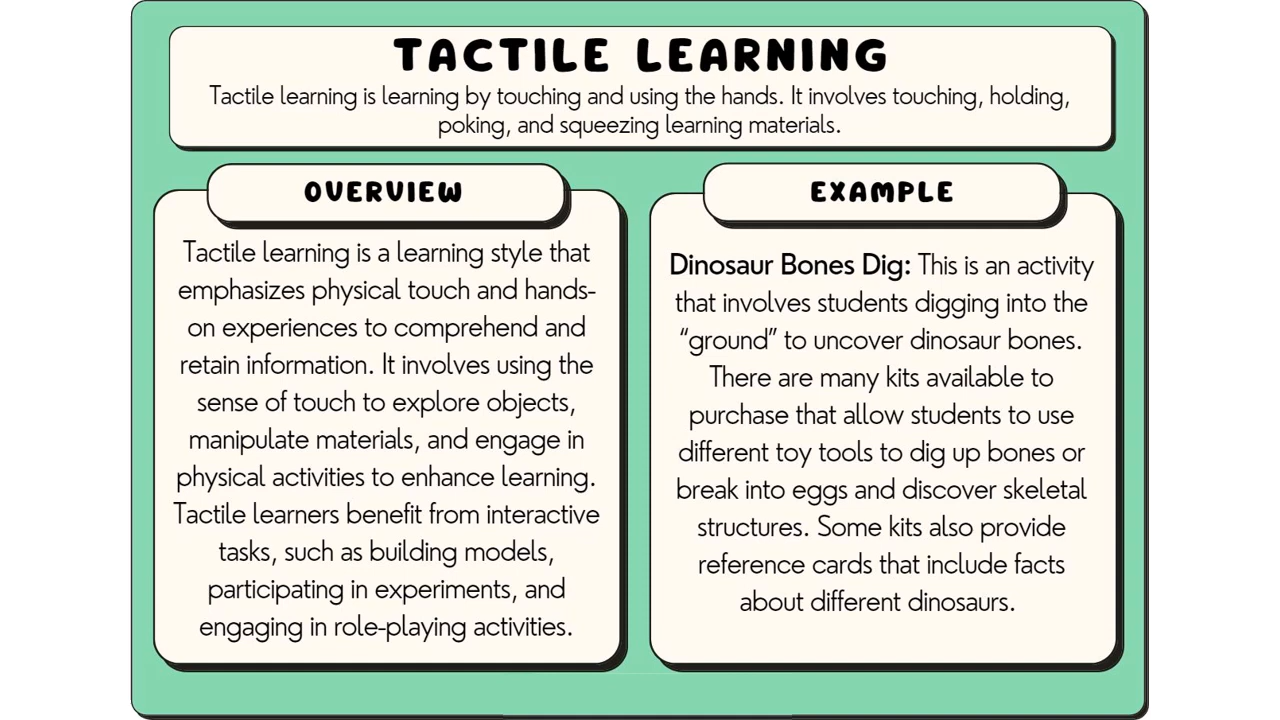 TACTILE LEARNING
Tactile learning is learning by touching and using the hands. It involves touching, holding,
poking, and squeezing learning materials.
OVERVIEW
Tactile learning is a learning style that
emphasizes physical touch and hands-
on experiences to comprehend and
retain information. It involves using the
sense of touch to explore objects,
manipulate materials, and engage in
physical activities to enhance learning.
Tactile learners benefit from interactive
tasks, such as building models,
participating in experiments, and
engaging in role-playing activities.
EXAMPLE
Dinosaur Bones Dig: This is an activity
that involves students digging into the
“ground” to uncover dinosaur bones.
There are many kits available to
purchase that allow students to use
different toy tools to dig up bones or
break into eggs and discover skeletal
structures. Some kits also provide
reference cards that include facts
about different dinosaurs.